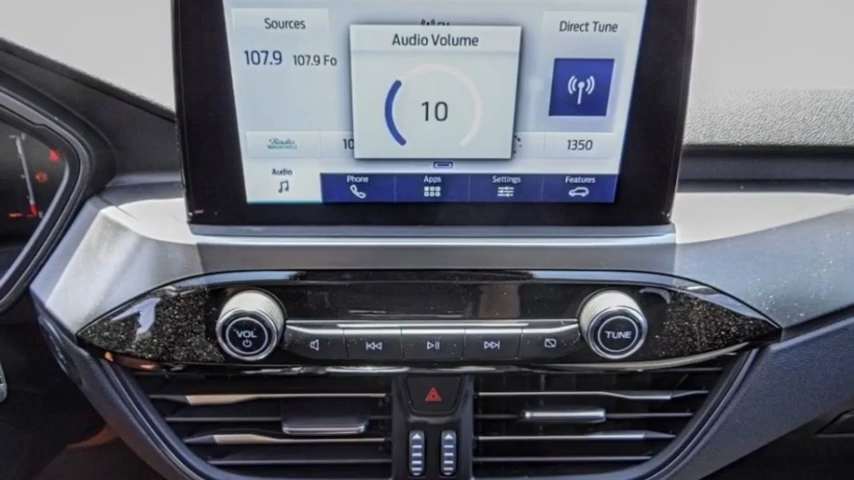 Sources
Direct Tune
Audio Volume
107.9 107.9 Fo
10
Radio
10
1350
Audio
Phone
Apps
Settings
Features
VOL
TUNE